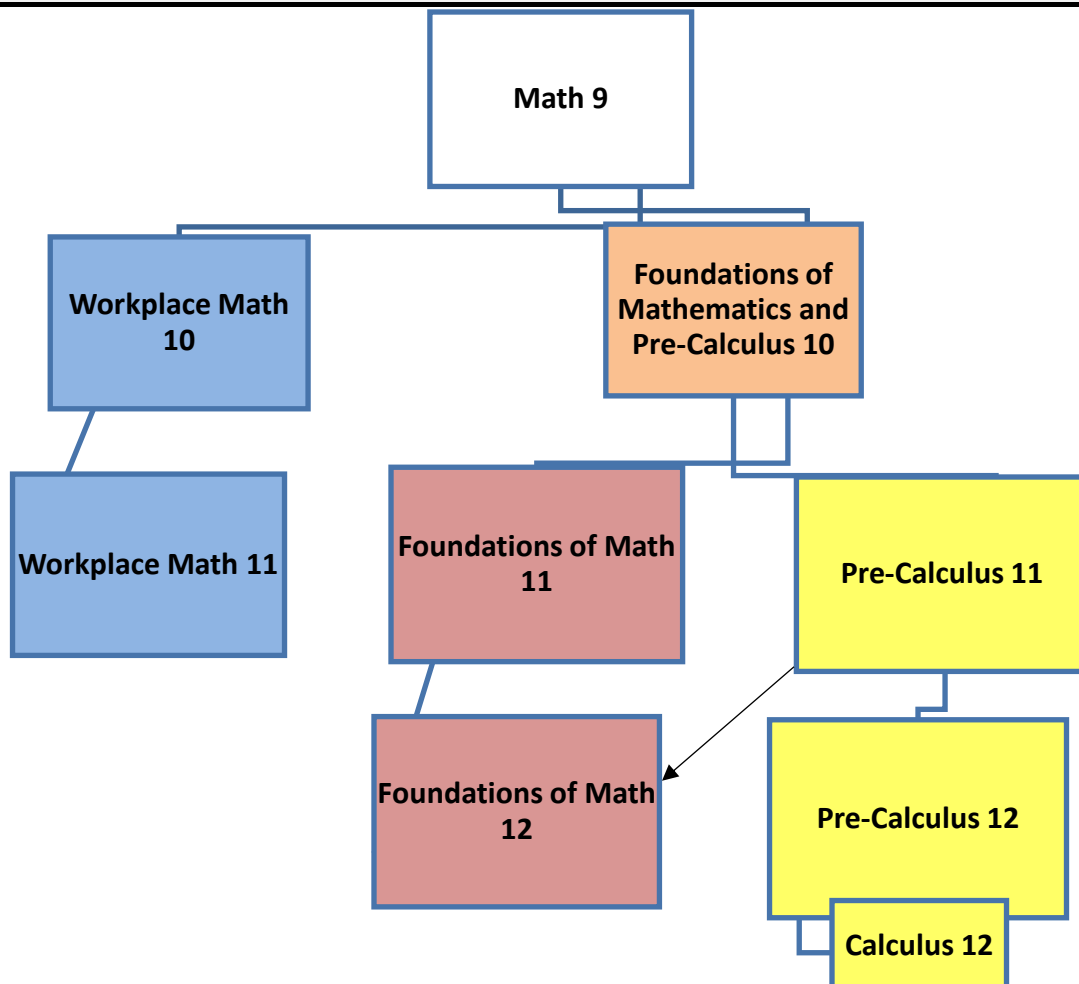 Math 9
Workplace Math
10
Foundations of
Mathematics and
Pre-Calculus 10
Workplace Math 11
Foundations of Math
11
Pre-Calculus 11
Foundations of Math
12
Pre-Calculus 12
Calculus 12